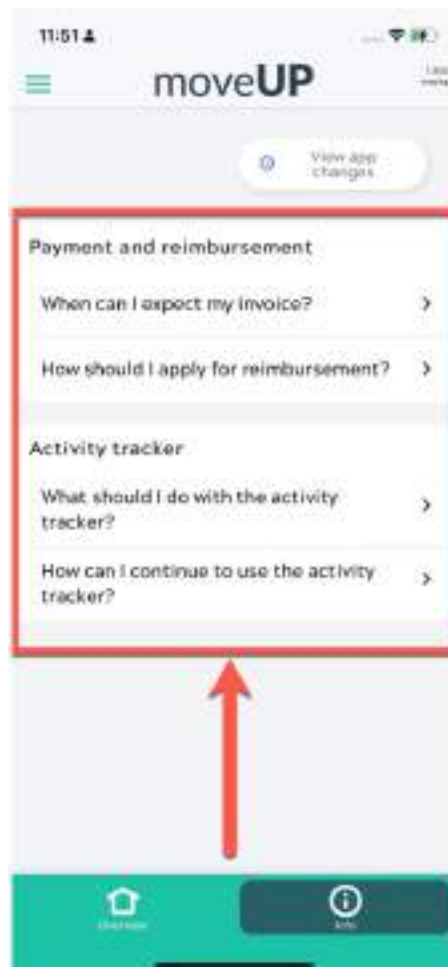 11:51
moveUP
View app
changes
Payment and reimbursement
When can I expect my invoice?
How should I apply for reimbursement?
Activity tracker
What should I do with the activity
tracker?
How can I continue to use the activity
tracker?
Info